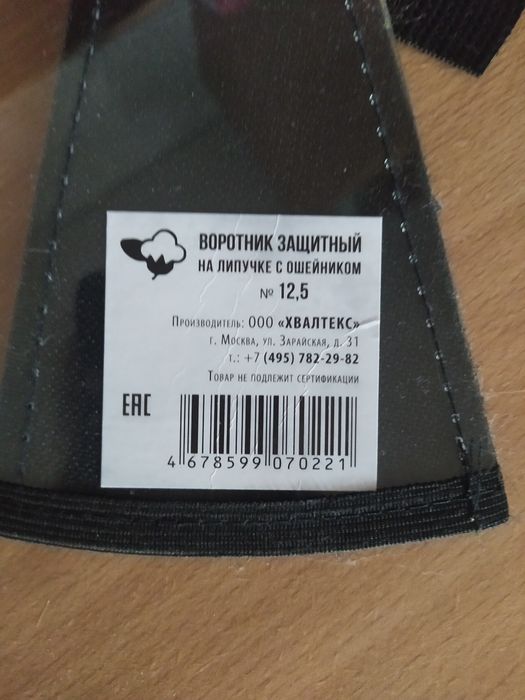 ВОРОТНИК ЗАЩИТНЫЙ
НА ЛИПУЧКЕ С ОШЕЙНИКОМ
№ 12,5
Производитель: ООО «ХВАЛТЕКС»
г. Москва, ул. Зарайская, д. 31
т.: +7 (495) 782-29-82
Товар не подлежит сертификации
EAC
4 678599 070221